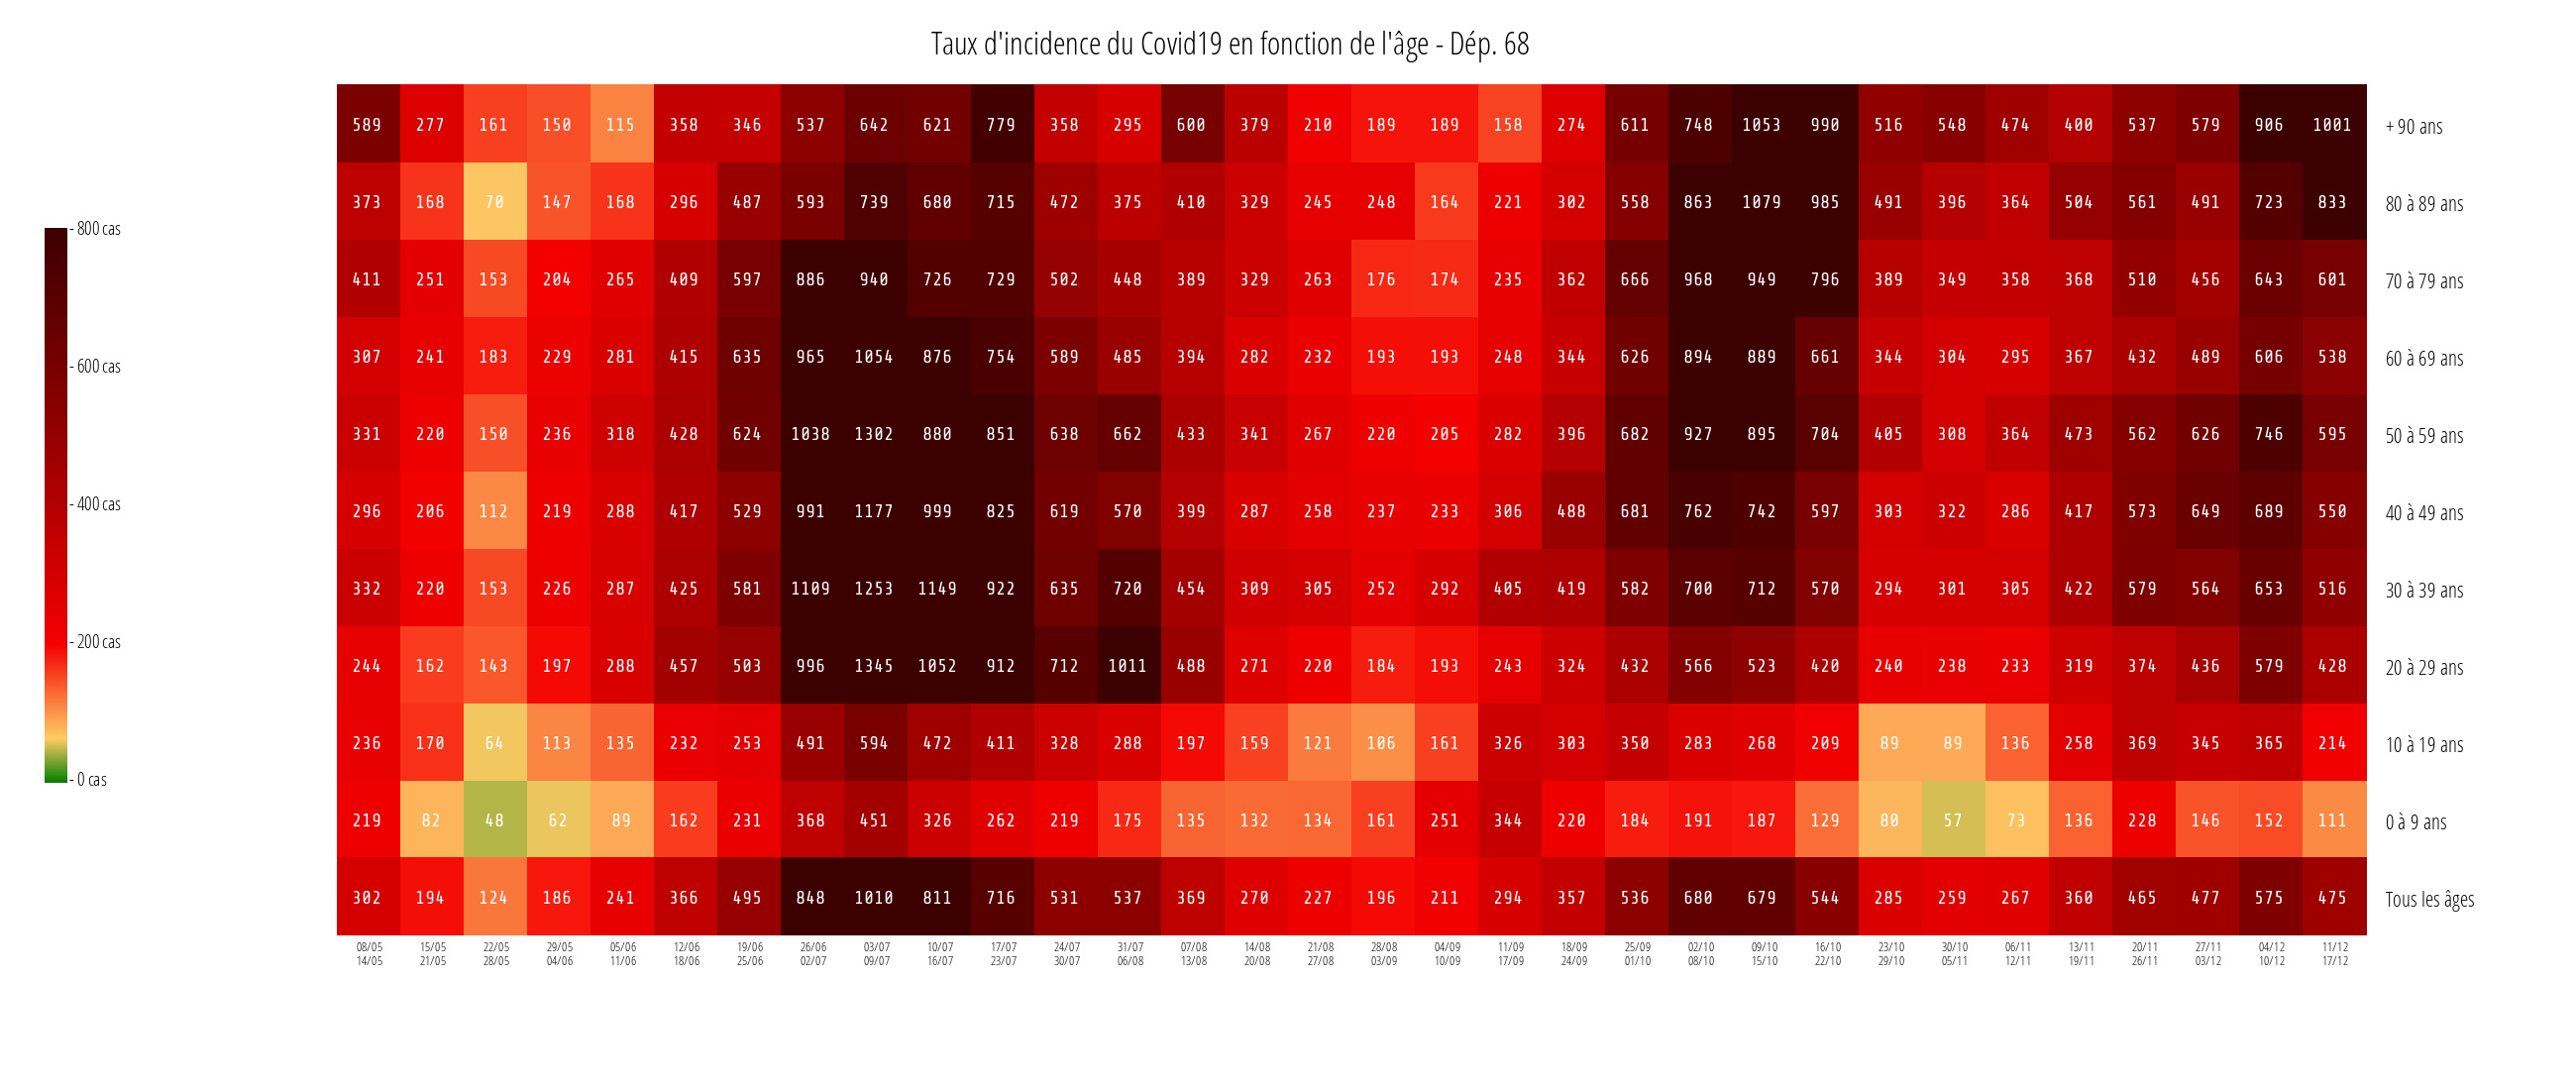 Taux d'incidence du Covid19 en fonction de l'âge - Dép. 68
- 800 cas
- 600 cas
- 400 cas
- 200 cas
- 0 cas
589 277 161 150 115 358 346 537 642 621 779 358 295 600 379 210 189 189 158 274 611 748 1053 990 516 548 474 400 537 579 906 1001 + 90 ans
373 168 70 147 168 296 487 593 739 680 715 472 375 410 329 245 248 164 221 302 558 863 1079 985 491 396 364 504 561 491 723 833 80 à 89 ans
411 251 153 204 265 409 597 886 940 726 729 502 448 389 329 263 176 174 235 362 666 968 949 796 389 349 358 368 510 456 643 601 70 à 79 ans
307 241 183 229 281 415 635 965 1054 876 754 589 485 394 282 232 193 193 248 344 626 894 889 661 344 304 295 367 432 489 606 538 60 à 69 ans
331 220 150 236 318 428 624 1038 1302 880 851 638 662 433 341 267 220 205 282 396 682 927 895 704 405 308 364 473 562 626 746 595 50 à 59 ans
296 206 112 219 288 417 529 991 1177 999 825 619 570 399 287 258 237 233 306 488 681 762 742 597 303 322 286 417 573 649 689 550 40 à 49 ans
332 220 153 226 287 425 581 1109 1253 1149 922 635 720 454 309 305 252 292 405 419 582 700 712 570 294 301 305 422 579 564 653 516 30 à 39 ans
244 162 143 197 288 457 503 996 1345 1052 912 712 1011 488 271 220 184 193 243 324 432 566 523 420 240 238 233 319 374 436 579 428 20 à 29 ans
236 170 64 113 135 232 253 491 594 472 411 328 288 197 159 121 106 161 326 303 350 283 268 209 89 89 136 258 369 345 365 214 10 à 19 ans
219 82 48 62 89 162 231 368 451 326 262 219 175 135 132 134 161 251 344 220 184 191 187 129 80 57 73 136 228 146 152 111 0 à 9 ans
302 194 124 186 241 366 495 848 1010 811 716 531 537 369 270 227 196 211 294 357 536 680 679 544 285 259 267 360 465 477 575 475 Tous les âges
08/05 15/05 22/05 29/05 05/06 12/06 19/06 26/06 03/07 10/07 17/07 24/07 31/07 07/08 14/08 21/08 28/08 04/09 11/09 18/09 25/09 02/10 09/10 16/10 23/10 30/10 06/11 13/11 20/11 27/11 04/12 11/12
14/05 21/05 28/05 04/06 11/06 18/06 25/06 02/07 09/07 16/07 23/07 30/07 06/08 13/08 20/08 27/08 03/09 10/09 17/09 24/09 01/10 08/10 15/10 22/10 29/10 05/11 12/11 19/11 26/11 03/12 10/12 17/12